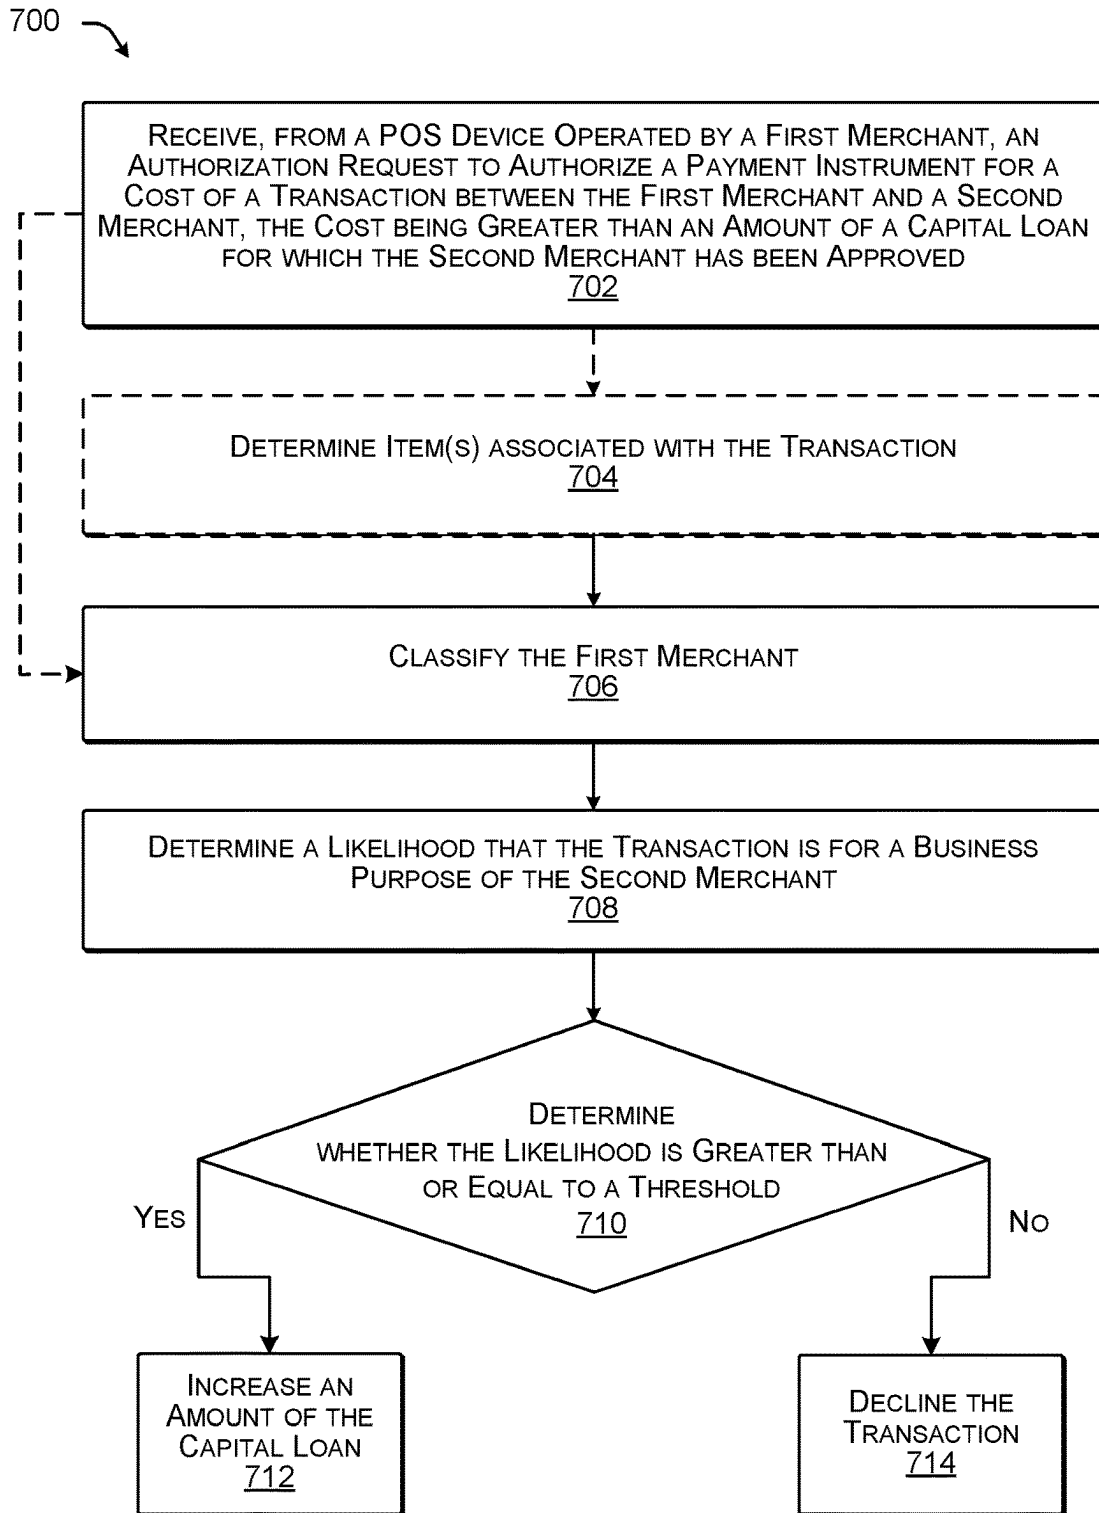 700
RECEIVE, FROM A POS DEVICE OPERATED BY A FIRST MERCHANT, AN
AUTHORIZATION REQUEST TO AUTHORIZE A PAYMENT INSTRUMENT FOR A
COST OF A TRANSACTION BETWEEN THE FIRST MERCHANT AND A SECOND
MERCHANT, THE COST BEING GREATER THAN AN AMOUNT OF A CAPITAL LOAN
FOR WHICH THE SECOND MERCHANT HAS BEEN APPROVED
702
DETERMINE ITEM(S) ASSOCIATED WITH THE TRANSACTION
704
CLASSIFY THE FIRST MERCHANT
706
DETERMINE A LIKELIHOOD THAT THE TRANSACTION IS FOR A BUSINESS
PURPOSE OF THE SECOND MERCHANT
708
DETERMINE
WHETHER THE LIKELIHOOD IS GREATER THAN
OR EQUAL TO A THRESHOLD
710
YES
NO
INCREASE AN
AMOUNT OF THE
CAPITAL LOAN
712
DECLINE THE
TRANSACTION
714